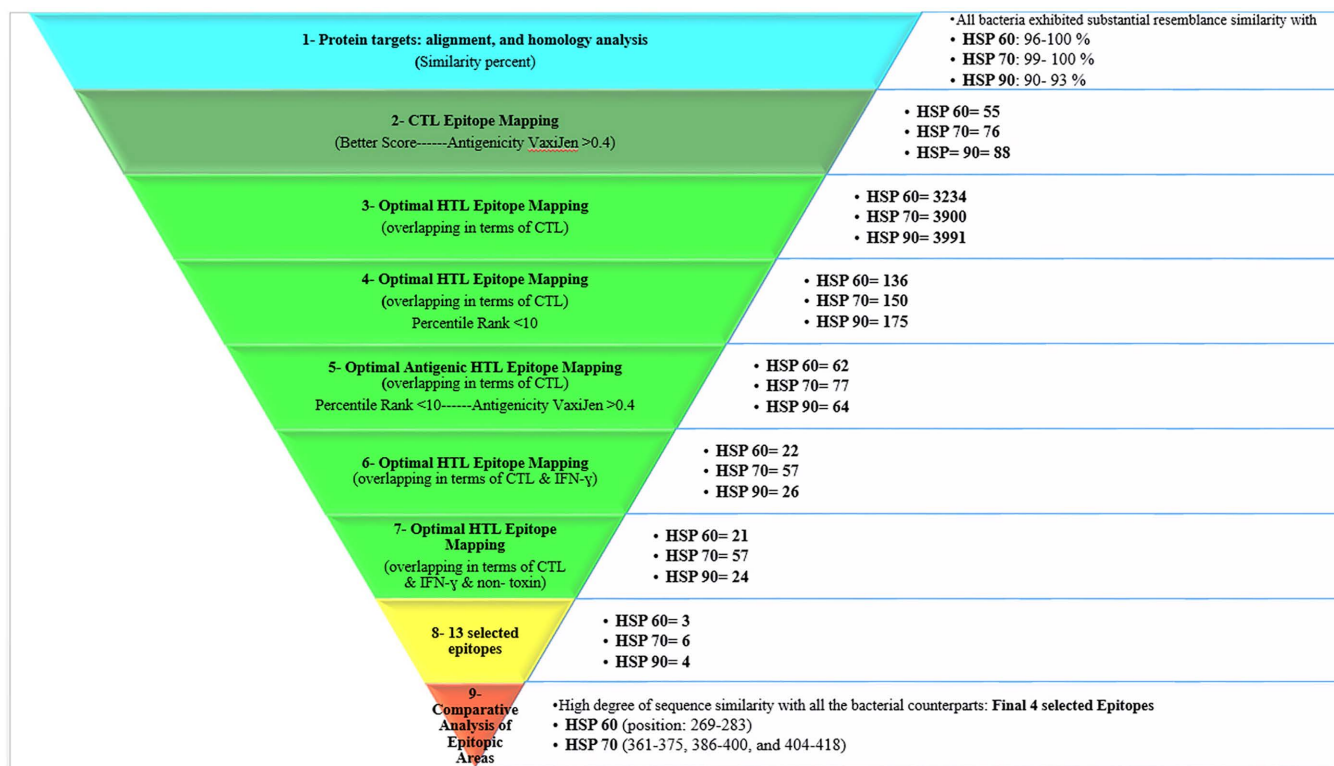 1- Protein targets: alignment, and homology analysis
(Similarity percent)
•All bacteria exhibited substantial resemblance similarity with
• HSP 60: 96-100 %
• HSP 70: 99- 100 %
• HSP 90: 90- 93 %
2- CTL Epitope Mapping
(Better Score------Antigenicity VaxiJen >0.4)
• HSP 60= 55
• HSP 70= 76
• HSP= 90= 88
3- Optimal HTL Epitope Mapping
(overlapping in terms of CTL)
• HSP 60= 3234
• HSP 70= 3900
• HSP 90= 3991
4- Optimal HTL Epitope Mapping
(overlapping in terms of CTL)
Percentile Rank <10
• HSP 60= 136
• HSP 70= 150
• HSP 90= 175
5- Optimal Antigenic HTL Epitope Mapping
(overlapping in terms of CTL)
Percentile Rank <10------Antigenicity VaxiJen >0.4
• HSP 60= 62
• HSP 70= 77
• HSP 90= 64
6- Optimal HTL Epitope Mapping
(overlapping in terms of CTL & IFN-ɣ)
• HSP 60= 22
• HSP 70= 57
• HSP 90= 26
7- Optimal HTL Epitope
Mapping
(overlapping in terms of CTL
& IFN-ɣ & non- toxin)
• HSP 60= 21
• HSP 70= 57
• HSP 90= 24
8- 13 selected
epitopes
• HSP 60= 3
• HSP 70= 6
• HSP 90= 4
9-
Comparative
Analysis of
Epitopic
Areas
•High degree of sequence similarity with all the bacterial counterparts: Final 4 selected Epitopes
• HSP 60 (position: 269-283)
• HSP 70 (361-375, 386-400, and 404-418)